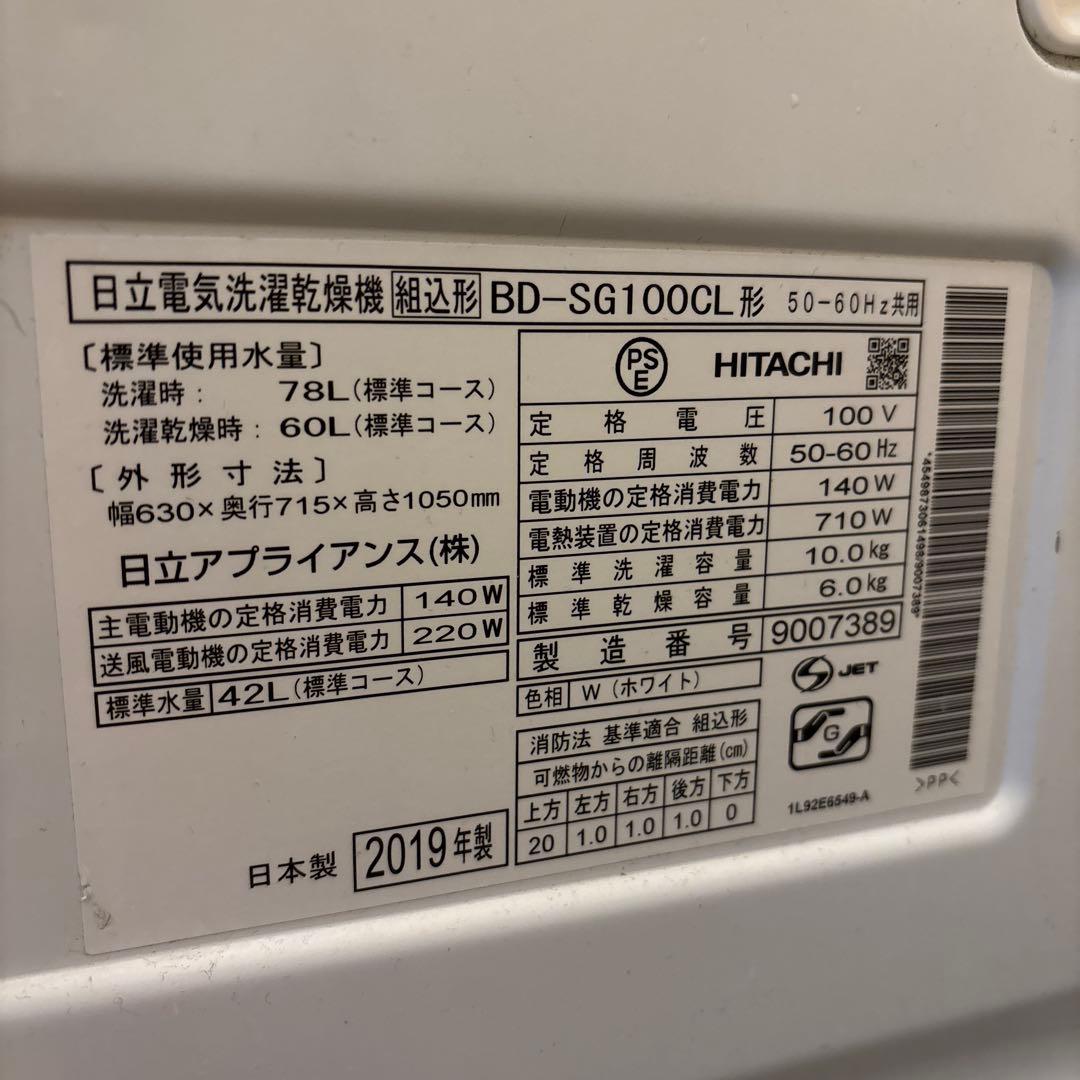 日立電気洗濯乾燥機 組込形 BD-SG100CL形 50-60Hz共用
〔標準使用水量〕
洗濯時: 78L(標準コース)
洗濯乾燥時: 60L(標準コース)
〔外形寸法〕
幅630×奥行715×高さ1050mm
日立アプライアンス(株)
主電動機の定格消費電力 140W
送風電動機の定格消費電力 220W
標準水量 42L(標準コース)
日本製 2019年製
PSE HITACHI
定格電圧 100V
定格周波数 50-60Hz
電動機の定格消費電力 140W
電熱装置の定格消費電力 710W
標準洗濯容量 10.0kg
標準乾燥容量 6.0kg
製造番号 9007389
色相 W(ホワイト)
消防法 基準適合 組込形
可燃物からの離隔距離(cm)
上方 左方 右方 後方 下方
20 1.0 1.0 1.0 0
S JET
G
1L92E6549-A
*4549873061498/9007389*
>PP<